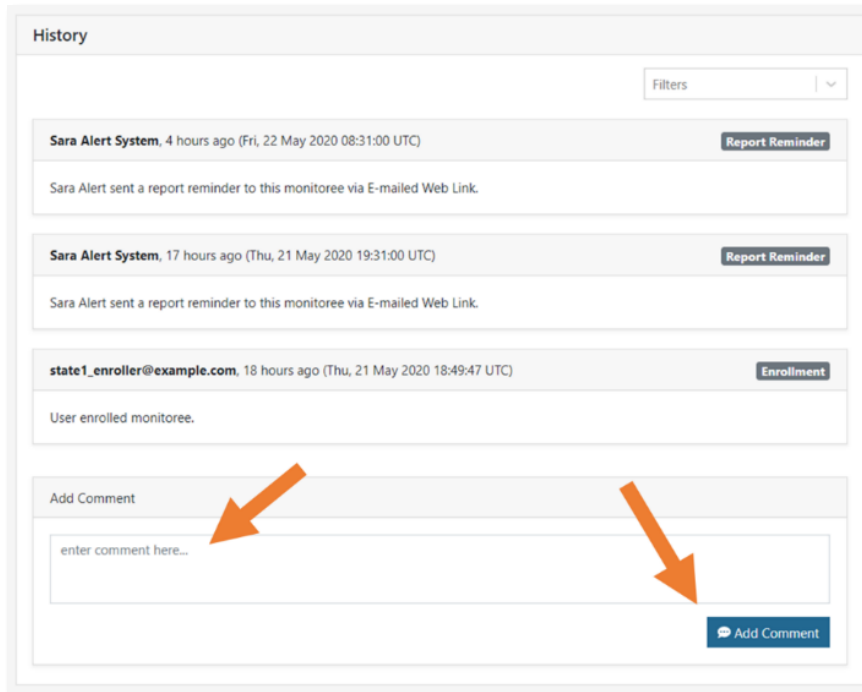 History
Filters
Sara Alert System, 4 hours ago (Fri, 22 May 2020 08:31:00 UTC) Report Reminder
Sara Alert sent a report reminder to this monitoree via E-mailed Web Link.
Sara Alert System, 17 hours ago (Thu, 21 May 2020 19:31:00 UTC) Report Reminder
Sara Alert sent a report reminder to this monitoree via E-mailed Web Link.
state1_enroller@example.com, 18 hours ago (Thu, 21 May 2020 18:49:47 UTC) Enrollment
User enrolled monitoree.
Add Comment
enter comment here...
Add Comment